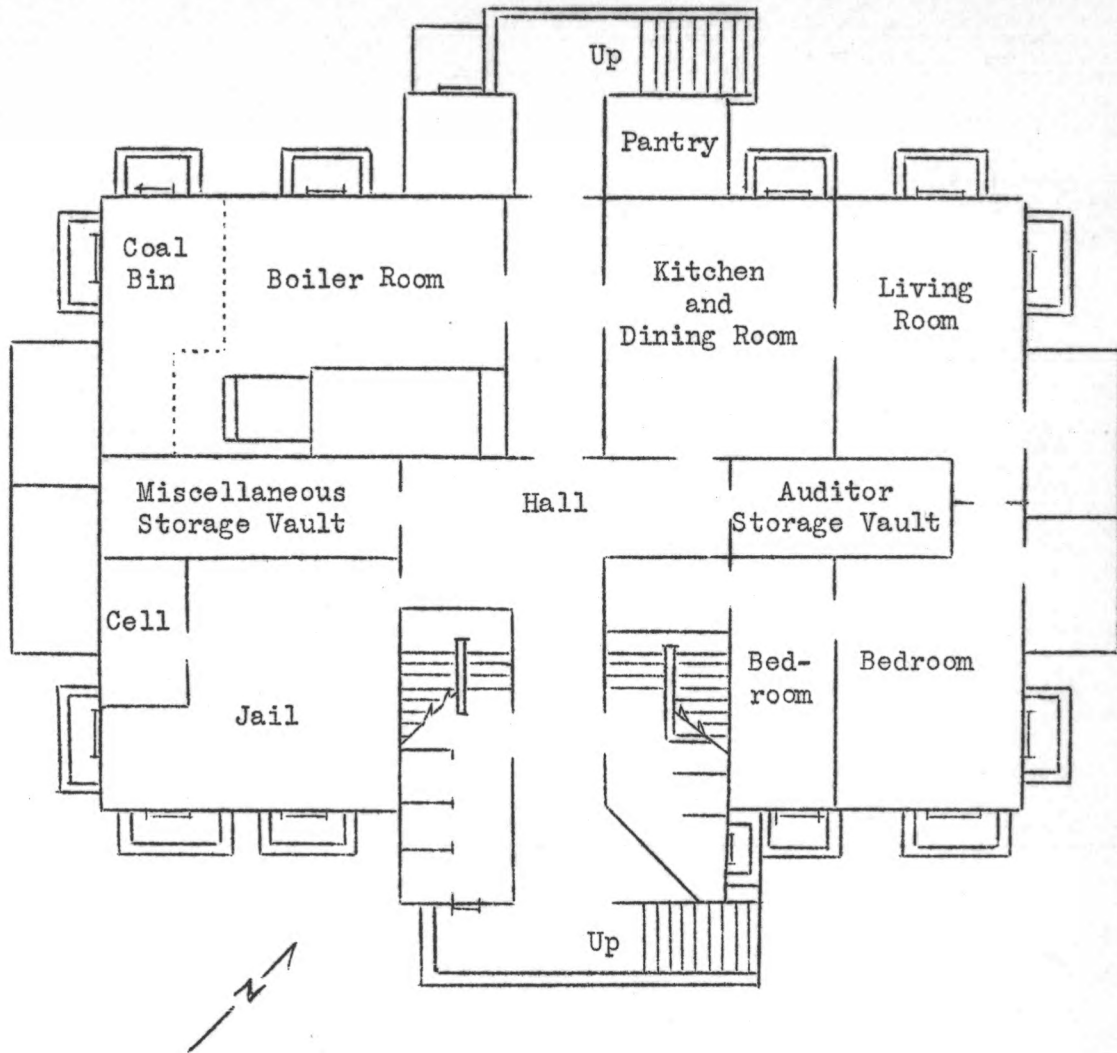 Up
Pantry
Coal
Bin
Boiler Room
Kitchen
and
Dining Room
Living
Room
Miscellaneous
Storage Vault
Hall
Auditor
Storage Vault
Cell
Jail
Bed-
room
Bedroom
Up
N